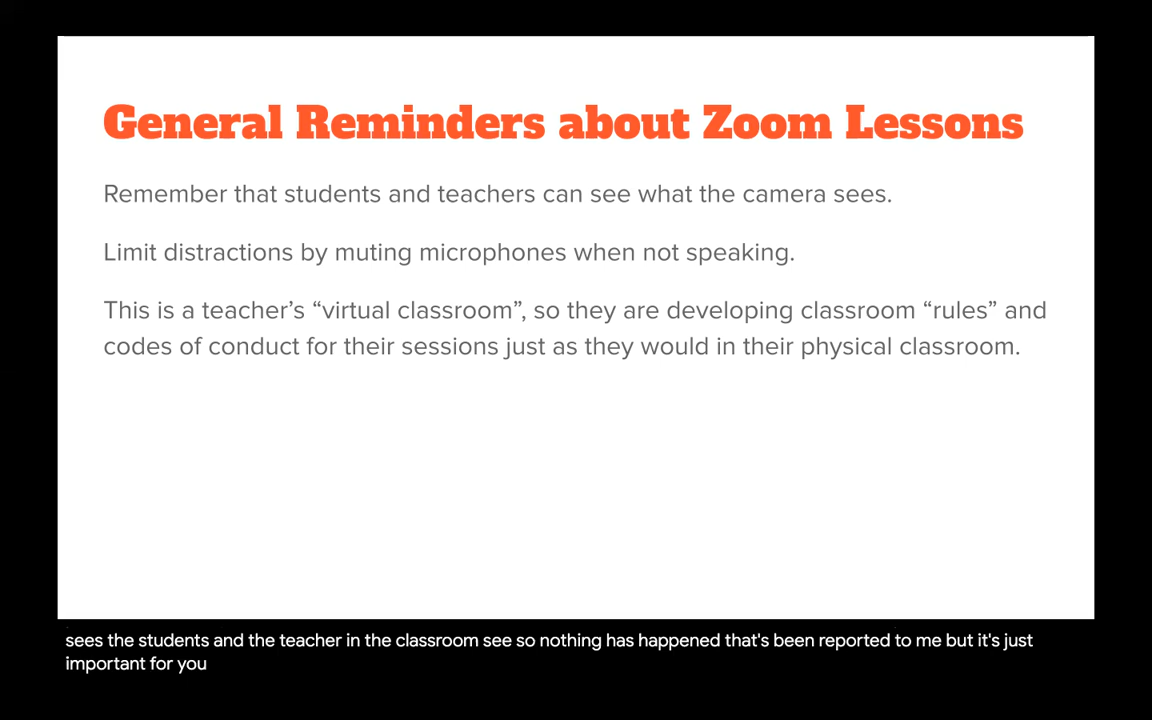 General Reminders about Zoom Lessons
Remember that students and teachers can see what the camera sees.
Limit distractions by muting microphones when not speaking.
This is a teacher’s “virtual classroom”, so they are developing classroom “rules” and
codes of conduct for their sessions just as they would in their physical classroom.
sees the students and the teacher in the classroom see so nothing has happened that's been reported to me but it's just
important for you